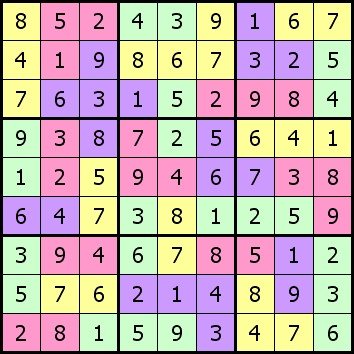 8 5 2 4 3 9 1 6 7
4 1 9 8 6 7 3 2 5
7 6 3 1 5 2 9 8 4
9 3 8 7 2 5 6 4 1
1 2 5 9 4 6 7 3 8
6 4 7 3 8 1 2 5 9
3 9 4 6 7 8 5 1 2
5 7 6 2 1 4 8 9 3
2 8 1 5 9 3 4 7 6